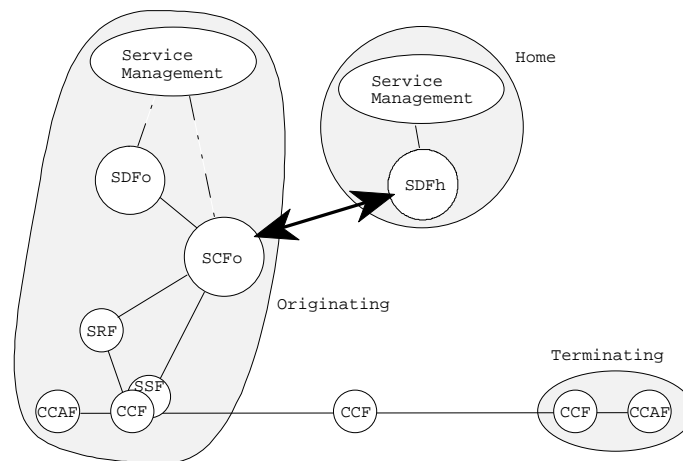 Service
Management
Home
Service
Management
SDFo
SDFh
SCFo
Originating
SRF
Terminating
SSF
CCAF
CCF
CCF
CCF
CCAF